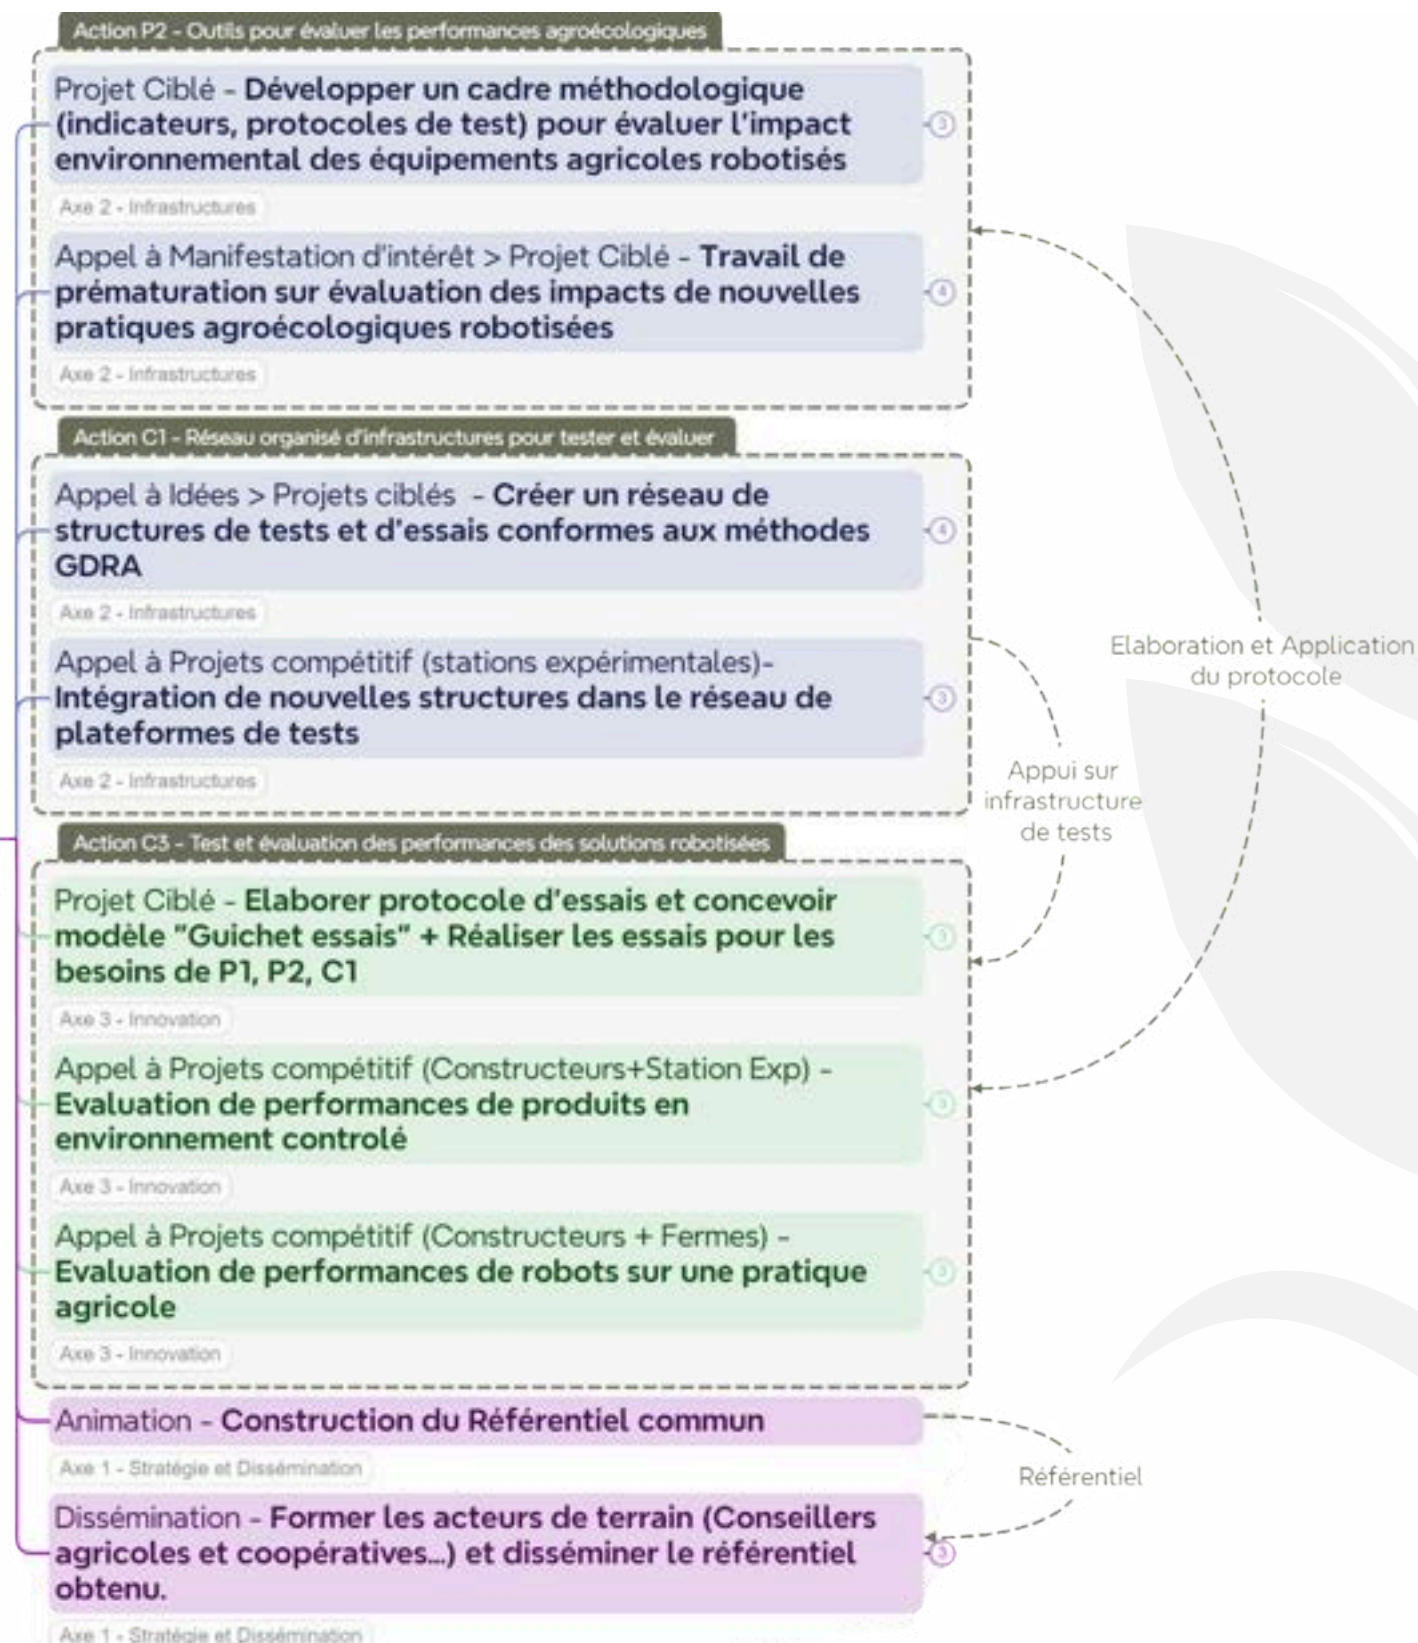 Action P2 - Outils pour évaluer les performances agroécologiques
Projet Ciblé - Développer un cadre méthodologique
(indicateurs, protocoles de test) pour évaluer l'impact
environnemental des équipements agricoles robotisés
3
Axe 2 - Infrastructures
Appel à Manifestation d'intérêt > Projet Ciblé - Travail de
prématuration sur évaluation des impacts de nouvelles
pratiques agroécologiques robotisées
4
Axe 2 - Infrastructures
Action C1 - Réseau organisé d'infrastructures pour tester et évaluer
Appel à Idées > Projets ciblés - Créer un réseau de
structures de tests et d'essais conformes aux méthodes
GDRA
4
Axe 2 - Infrastructures
Appel à Projets compétitif (stations expérimentales)-
Intégration de nouvelles structures dans le réseau de
plateformes de tests
3
Axe 2 - Infrastructures
Elaboration et Application
du protocole
Appui sur
infrastructure
de tests
Action C3 - Test et évaluation des performances des solutions robotisées
Projet Ciblé - Elaborer protocole d'essais et concevoir
modèle "Guichet essais" + Réaliser les essais pour les
besoins de P1, P2, C1
3
Axe 3 - Innovation
Appel à Projets compétitif (Constructeurs+Station Exp) -
Evaluation de performances de produits en
environnement controlé
3
Axe 3 - Innovation
Appel à Projets compétitif (Constructeurs + Fermes) -
Evaluation de performances de robots sur une pratique
agricole
3
Axe 3 - Innovation
Animation - Construction du Référentiel commun
Axe 1 - Stratégie et Dissémination
Référentiel
Dissémination - Former les acteurs de terrain (Conseillers
agricoles et coopératives...) et disséminer le référentiel
obtenu.
3
Axe 1 - Stratégie et Dissémination